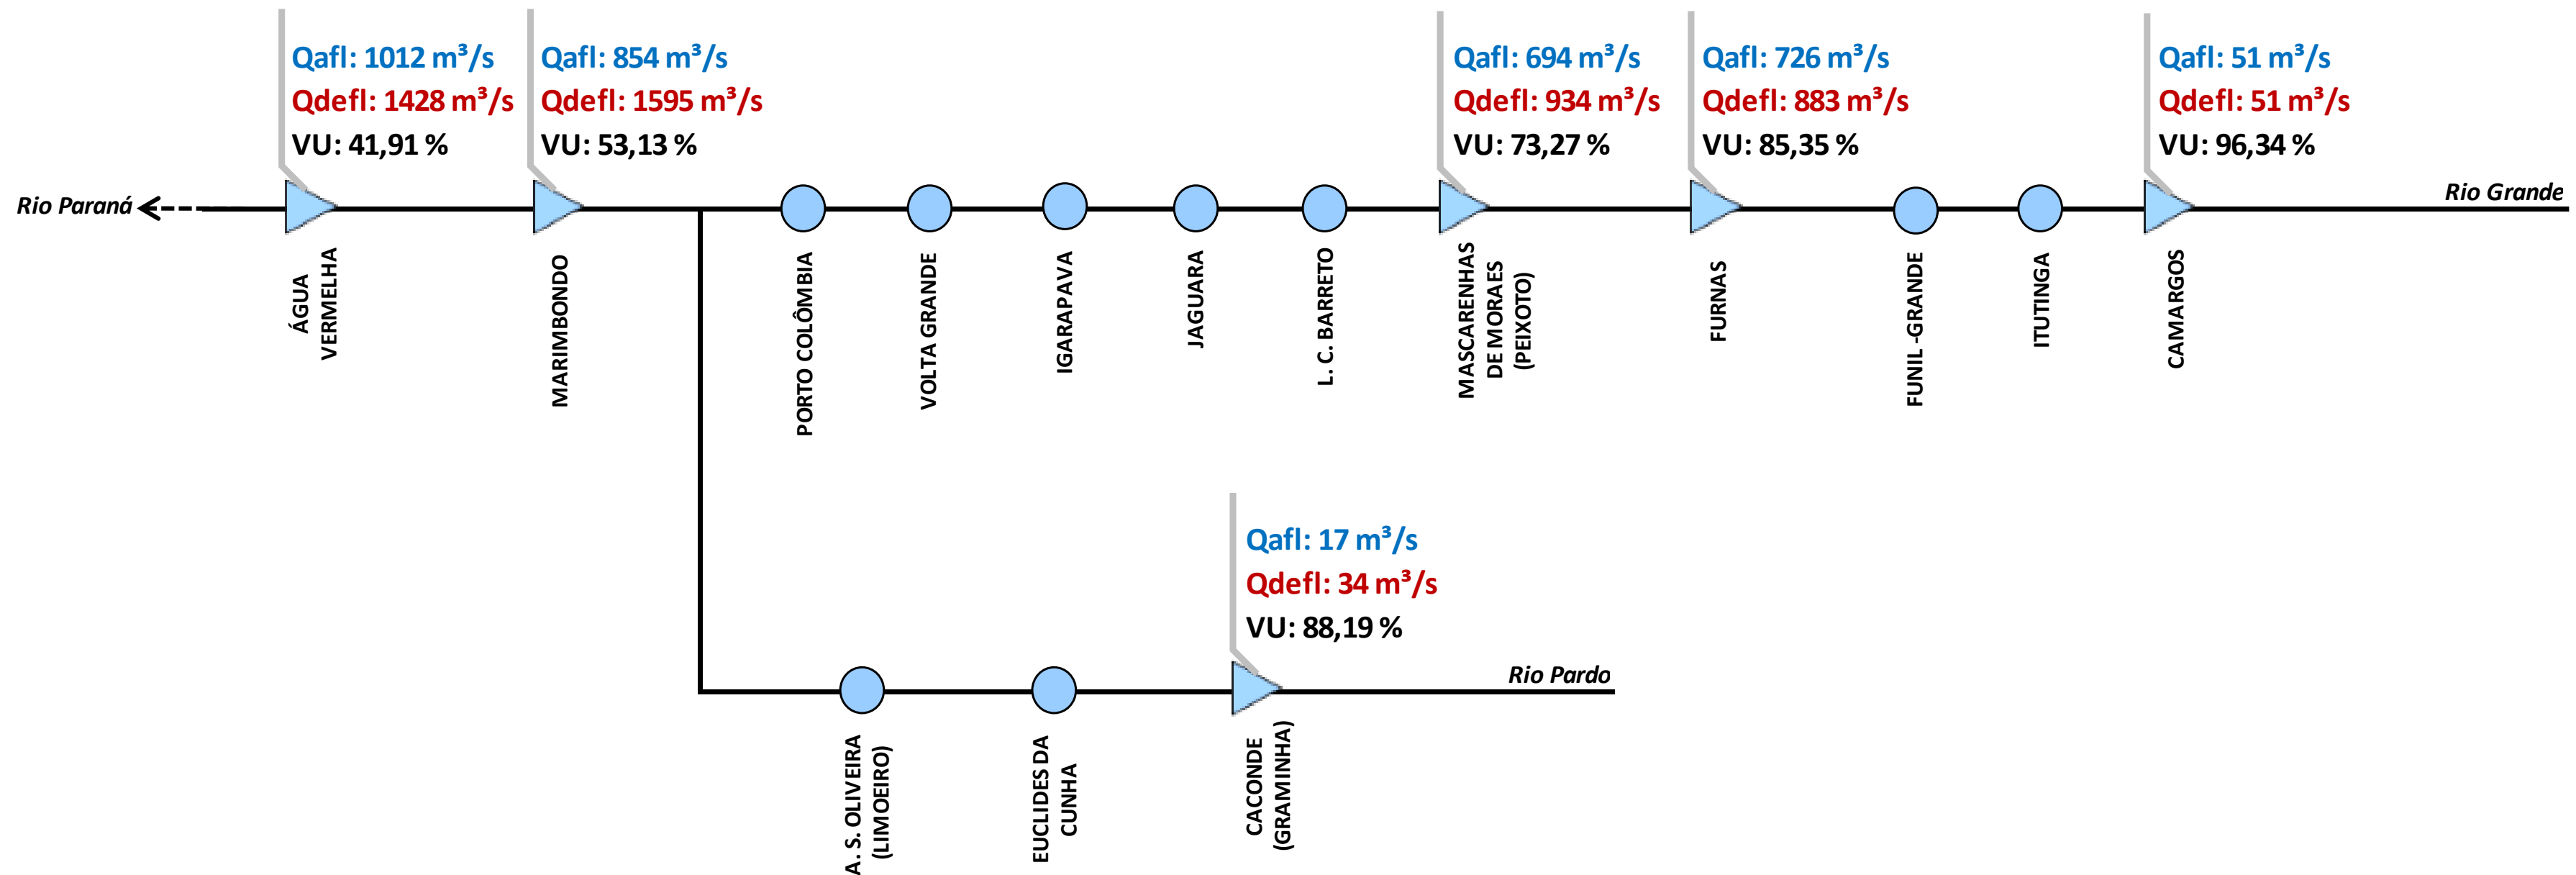 Qafl: 1012 m³/s
Qdefl: 1428 m³/s
VU: 41,91 %
Qafl: 854 m³/s
Qdefl: 1595 m³/s
VU: 53,13 %
Qafl: 694 m³/s
Qdefl: 934 m³/s
VU: 73,27 %
Qafl: 726 m³/s
Qdefl: 883 m³/s
VU: 85,35 %
Qafl: 51 m³/s
Qdefl: 51 m³/s
VU: 96,34 %
Rio Paraná
Rio Grande
ÁGUA
VERMELHA
MARIMBONDO
PORTO COLÔMBIA
VOLTA GRANDE
IGARAPAVA
JAGUARA
L. C. BARRETO
MASCARENHAS
DE MORAES
(PEIXOTO)
FURNAS
FUNIL -GRANDE
ITUTINGA
CAMARGOS
Qafl: 17 m³/s
Qdefl: 34 m³/s
VU: 88,19 %
Rio Pardo
A. S. OLIVEIRA
(LIMOEIRO)
EUCLIDES DA
CUNHA
CACONDE
(GRAMINHA)